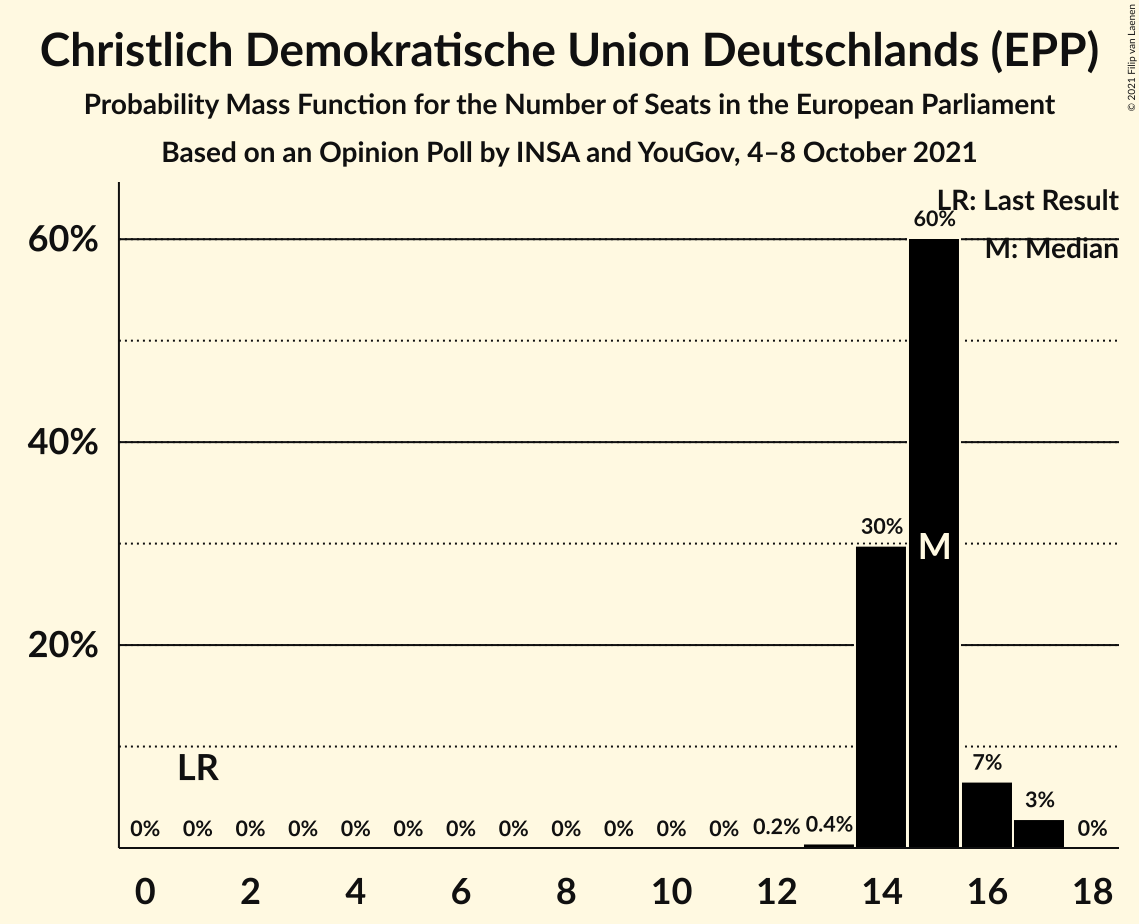 Christlich Demokratische Union Deutschlands (EPP)
Probability Mass Function for the Number of Seats in the European Parliament
Based on an Opinion Poll by INSA and YouGov, 4–8 October 2021
© 2021 Filip van Laenen
LR: Last Result
M: Median
60%
40%
20%
60%
30%
M
LR
7%
3%
0% 0% 0% 0% 0% 0% 0% 0% 0% 0% 0% 0% 0.2% 0.4% 0%
0 2 4 6 8 10 12 14 16 18